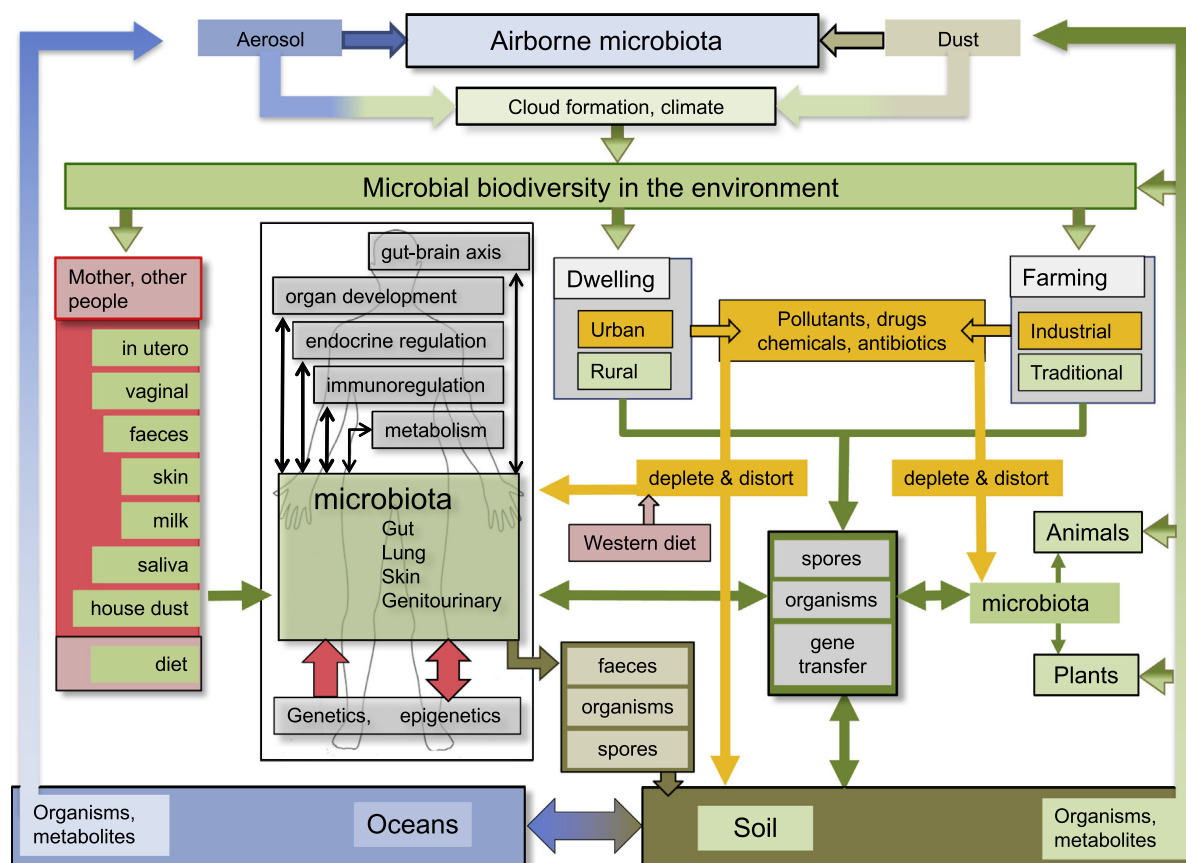 Aerosol
Airborne microbiota
Dust
Cloud formation, climate
Microbial biodiversity in the environment
Mother, other
people
in utero
vaginal
faeces
skin
milk
saliva
house dust
diet
gut-brain axis
organ development
endocrine regulation
immunoregulation
metabolism
microbiota
Gut
Lung
Skin
Genitourinary
Genetics, epigenetics
Dwelling
Urban
Rural
Pollutants, drugs
chemicals, antibiotics
Farming
Industrial
Traditional
deplete & distort
deplete & distort
Western diet
spores
organisms
gene
transfer
Animals
microbiota
Plants
faeces
organisms
spores
Organisms,
metabolites
Oceans
Soil
Organisms,
metabolites